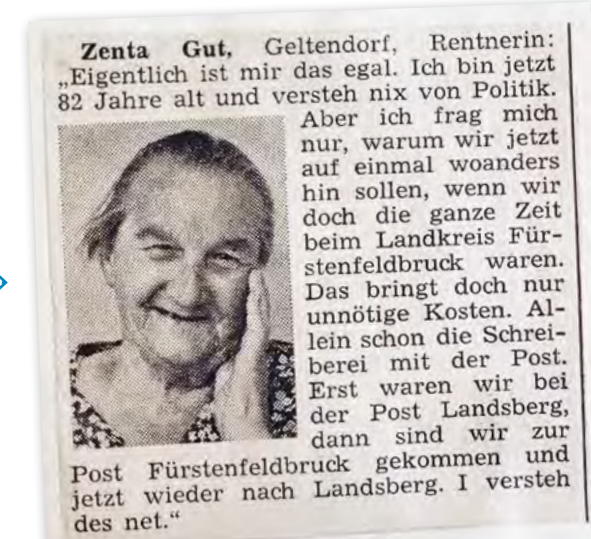 Zenta Gut, Geltendorf, Rentnerin:
„Eigentlich ist mir das egal. Ich bin jetzt
82 Jahre alt und versteh nix von Politik.
Aber ich frag mich
nur, warum wir jetzt
auf einmal woanders
hin sollen, wenn wir
doch die ganze Zeit
beim Landkreis Für-
stenfeldbruck waren.
Das bringt doch nur
unnötige Kosten. Al-
lein schon die Schrei-
berei mit der Post.
Erst waren wir bei
der Post Landsberg,
dann sind wir zur
Post Fürstenfeldbruck gekommen und
jetzt wieder nach Landsberg. I versteh
des net.“